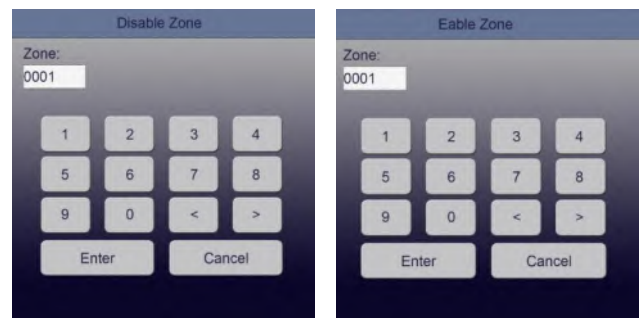 Disable Zone
Zone:
0001
1 2 3 4
5 6 7 8
9 0 < >
Enter Cancel
Eable Zone
Zone:
0001
1 2 3 4
5 6 7 8
9 0 < >
Enter Cancel